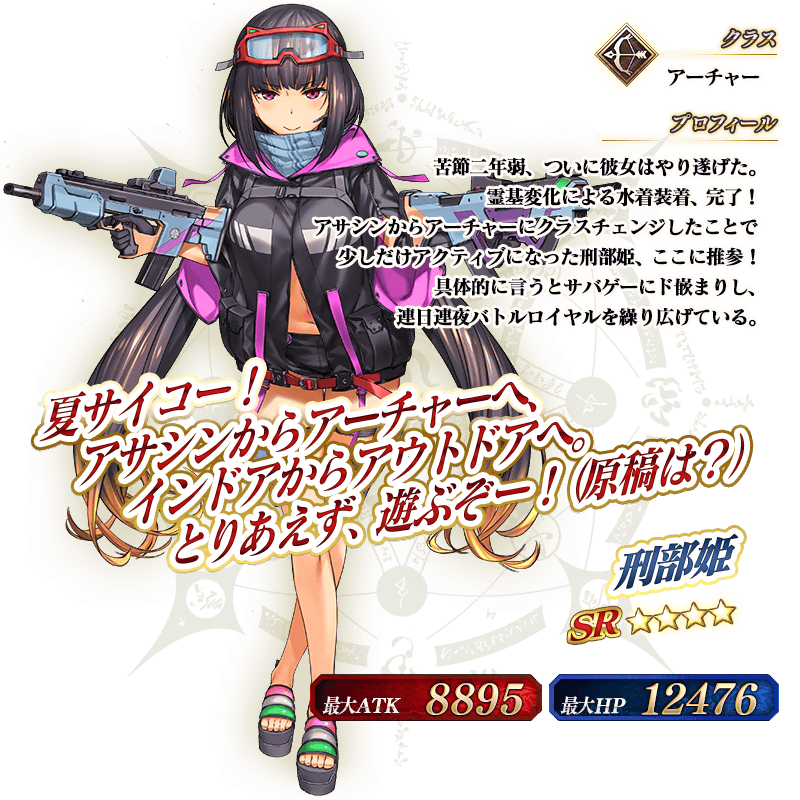 クラス
アーチャー
プロフィール
苦節二年弱、ついに彼女はやり遂げた。
霊基変化による水着装着、完了！
アサシンからアーチャーにクラスチェンジしたことで
少しだけアクティブになった刑部姫、ここに推参！
具体的に言うとサバゲーにド嵌まりし、
連日連夜バトルロイヤルを繰り広げている。
夏サイコー！
アサシンからアーチャーへ、
インドアからアウトドアへ。
とりあえず、遊ぶぞー！（原稿は？）
刑部姫
SR
最大ATK 8895
最大HP 12476